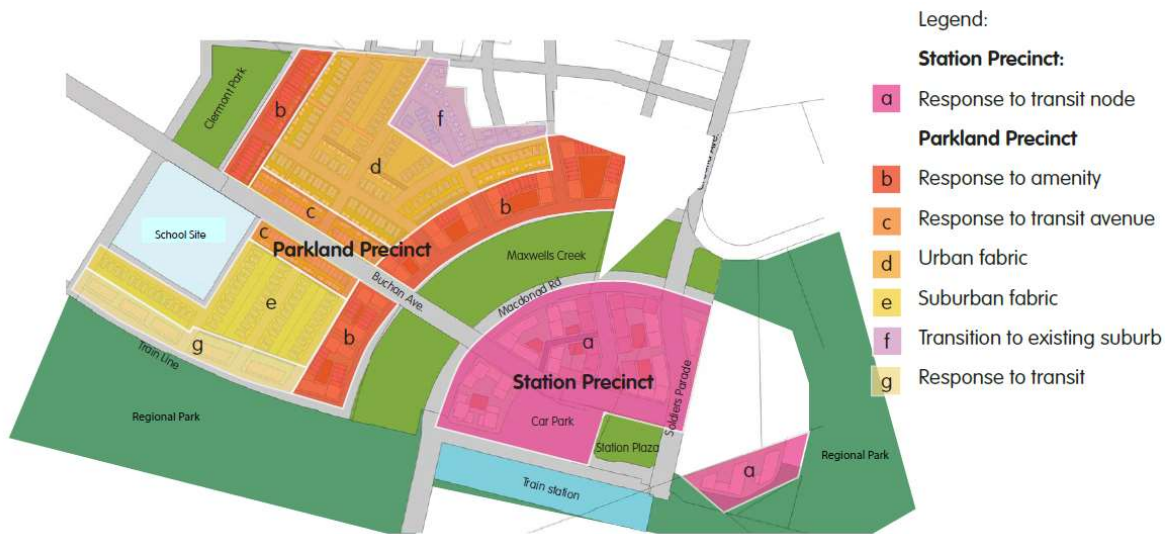 Legend:
Station Precinct:
a Response to transit node
Parkland Precinct
b Response to amenity
c Response to transit avenue
d Urban fabric
e Suburban fabric
f Transition to existing suburb
g Response to transit
Clermont Park
b
f
d
b
c
School Site
c
Parkland Precinct
Maxwells Creek
Buchan Ave.
Macdonad Rd
e
b
g
Train Line
a
Station Precinct
Soldiers Parade
Car Park
Station Plaza
Regional Park
Train station
a
Regional Park